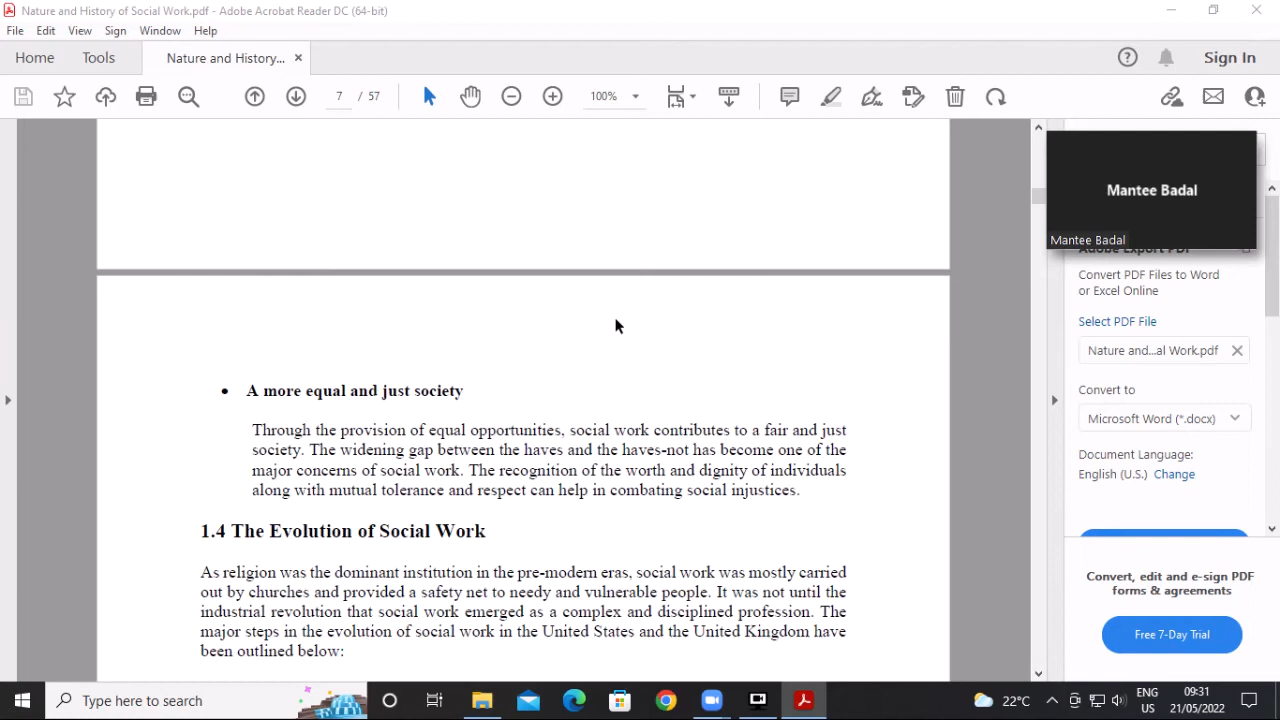 Nature and History of Social Work.pdf - Adobe Acrobat Reader DC (64-bit)
File Edit View Sign Window Help
Home Tools Nature and History... Sign In
7 / 57 100%
Mantee Badal
Mantee Badal
Convert PDF Files to Word
or Excel Online
Select PDF File
Nature and...al Work.pdf
Convert to
Microsoft Word (*.docx)
Document Language:
English (U.S.) Change
Convert, edit and e-sign PDF
forms & agreements
Free 7-Day Trial
• A more equal and just society
Through the provision of equal opportunities, social work contributes to a fair and just
society. The widening gap between the haves and the haves-not has become one of the
major concerns of social work. The recognition of the worth and dignity of individuals
along with mutual tolerance and respect can help in combating social injustices.
1.4 The Evolution of Social Work
As religion was the dominant institution in the pre-modern eras, social work was mostly carried
out by churches and provided a safety net to needy and vulnerable people. It was not until the
industrial revolution that social work emerged as a complex and disciplined profession. The
major steps in the evolution of social work in the United States and the United Kingdom have
been outlined below:
Type here to search
22°C
ENG
US
09:31
21/05/2022